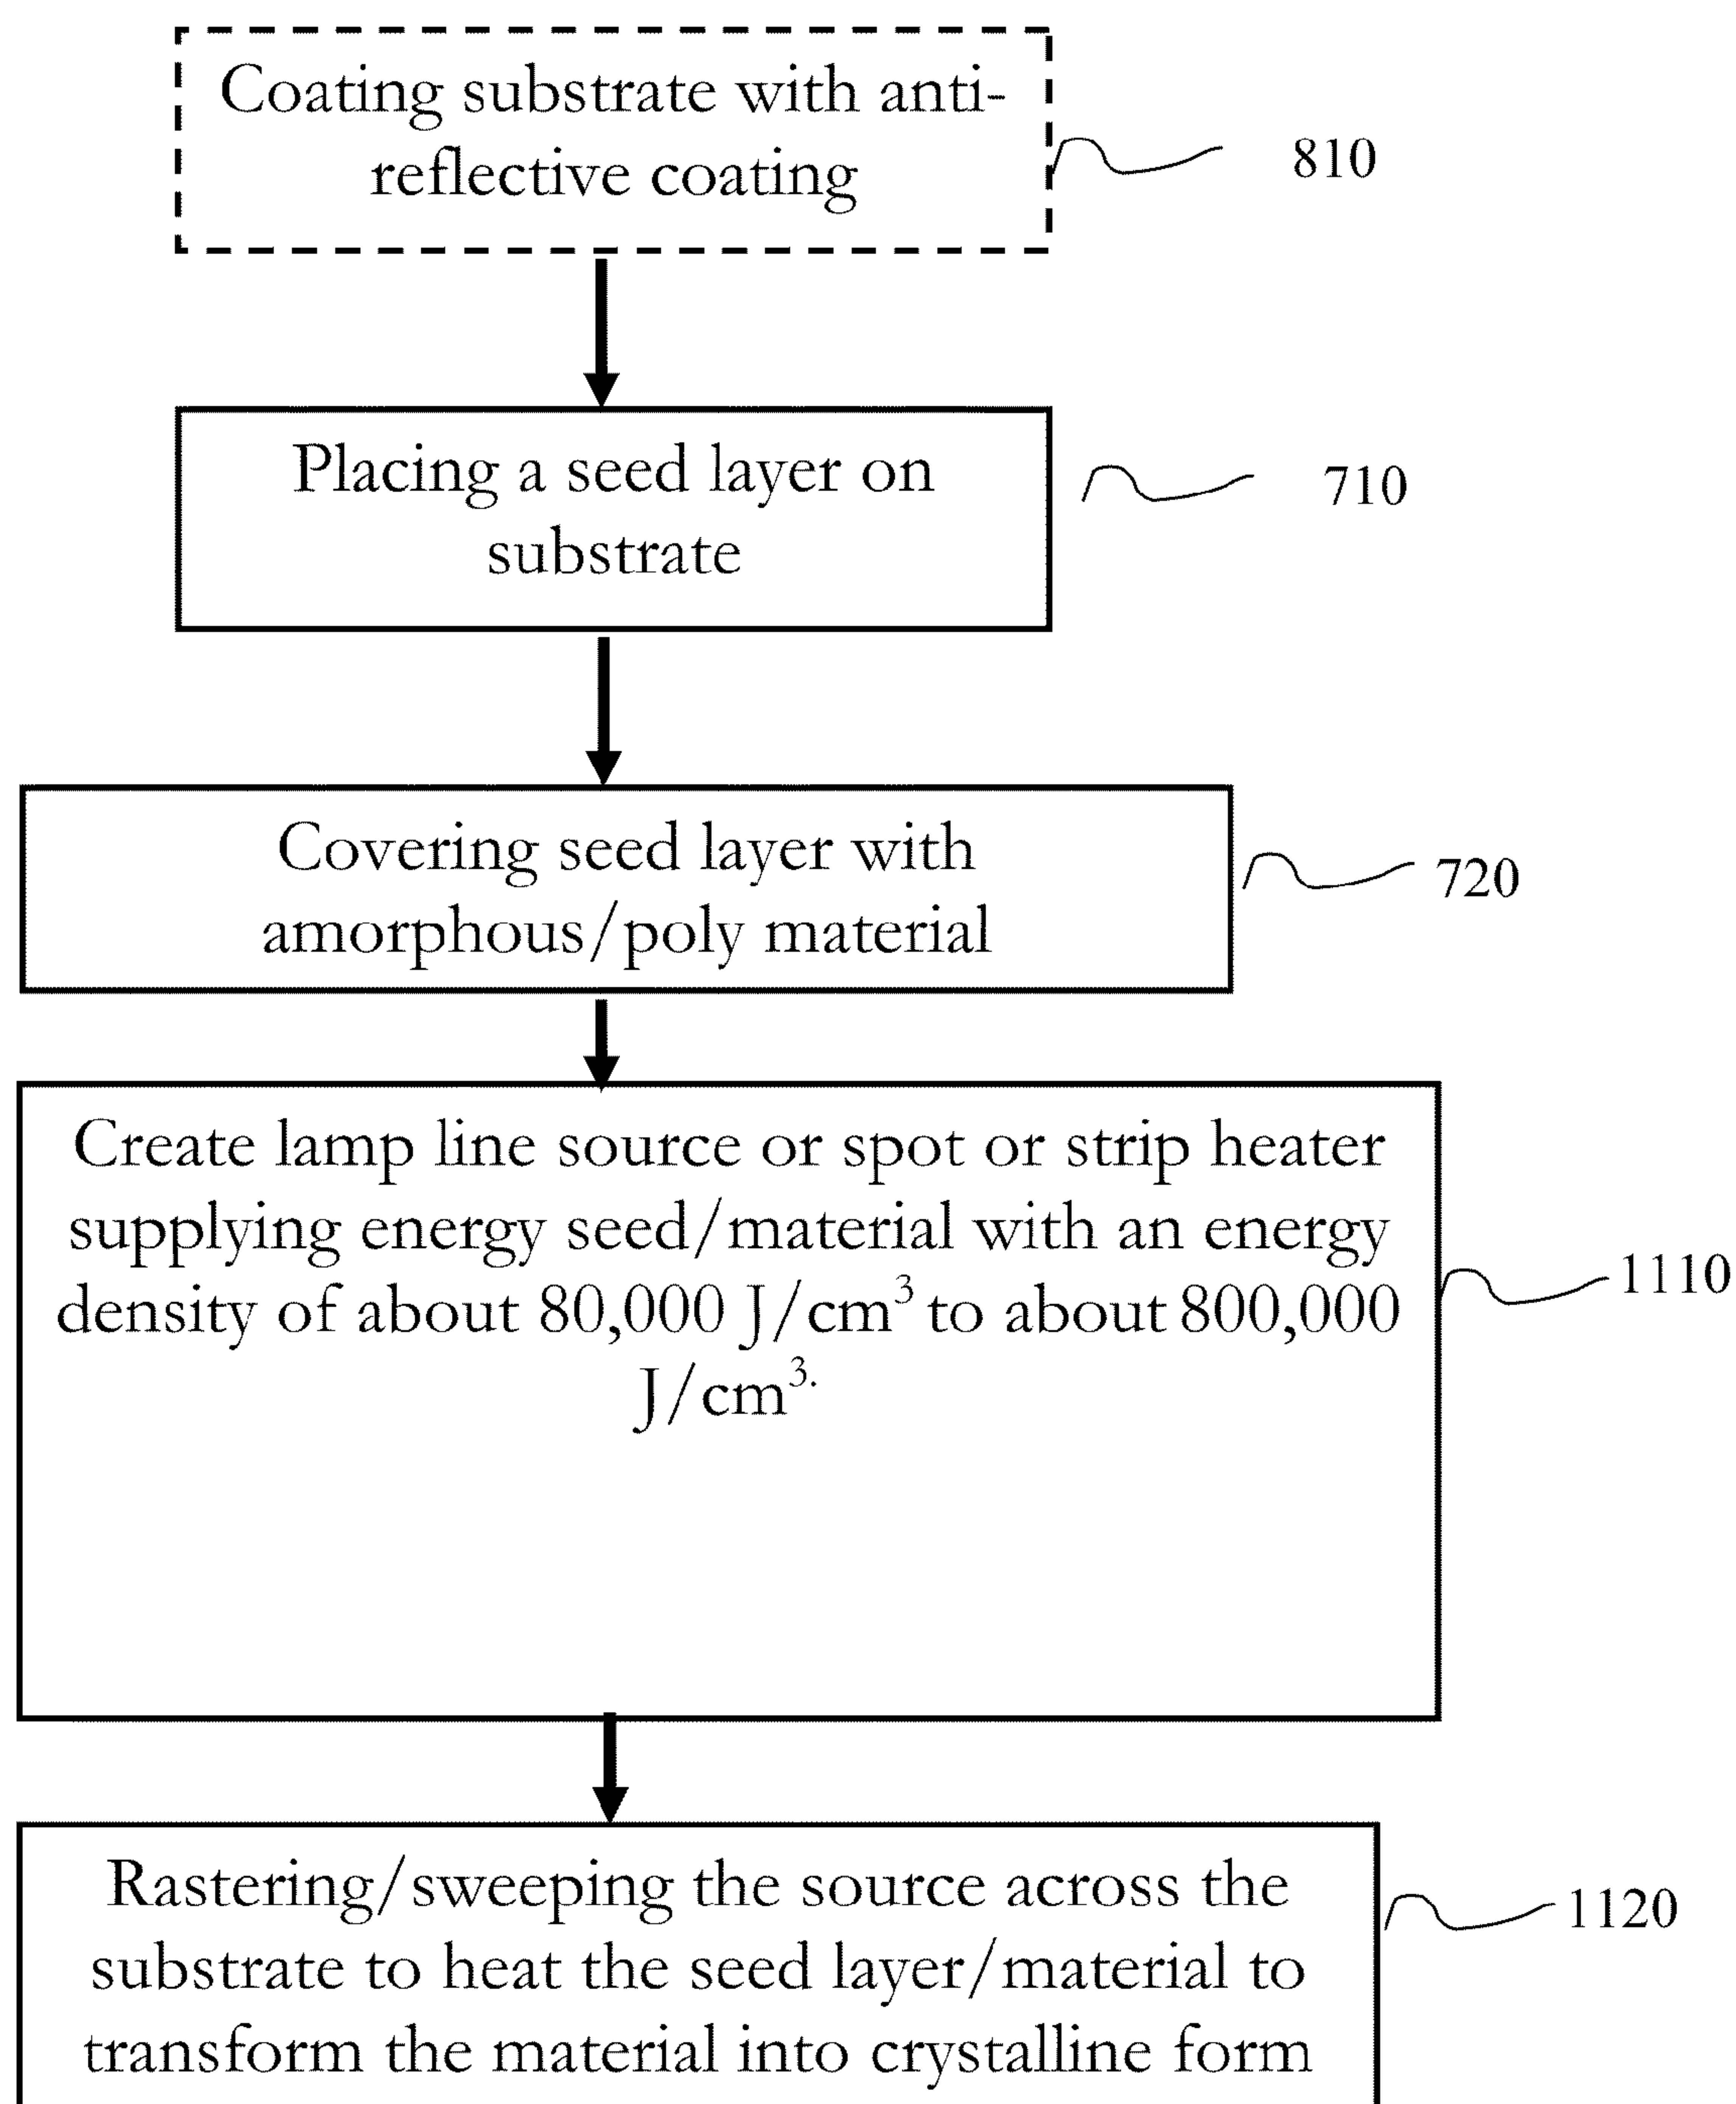 Coating substrate with anti-
reflective coating
810
Placing a seed layer on
substrate
710
Covering seed layer with
amorphous/poly material
720
Create lamp line source or spot or strip heater
supplying energy seed/material with an energy
density of about 80,000 J/cm³ to about 800,000
J/cm³.
1110
Rastering/sweeping the source across the
substrate to heat the seed layer/material to
transform the material into crystalline form
1120